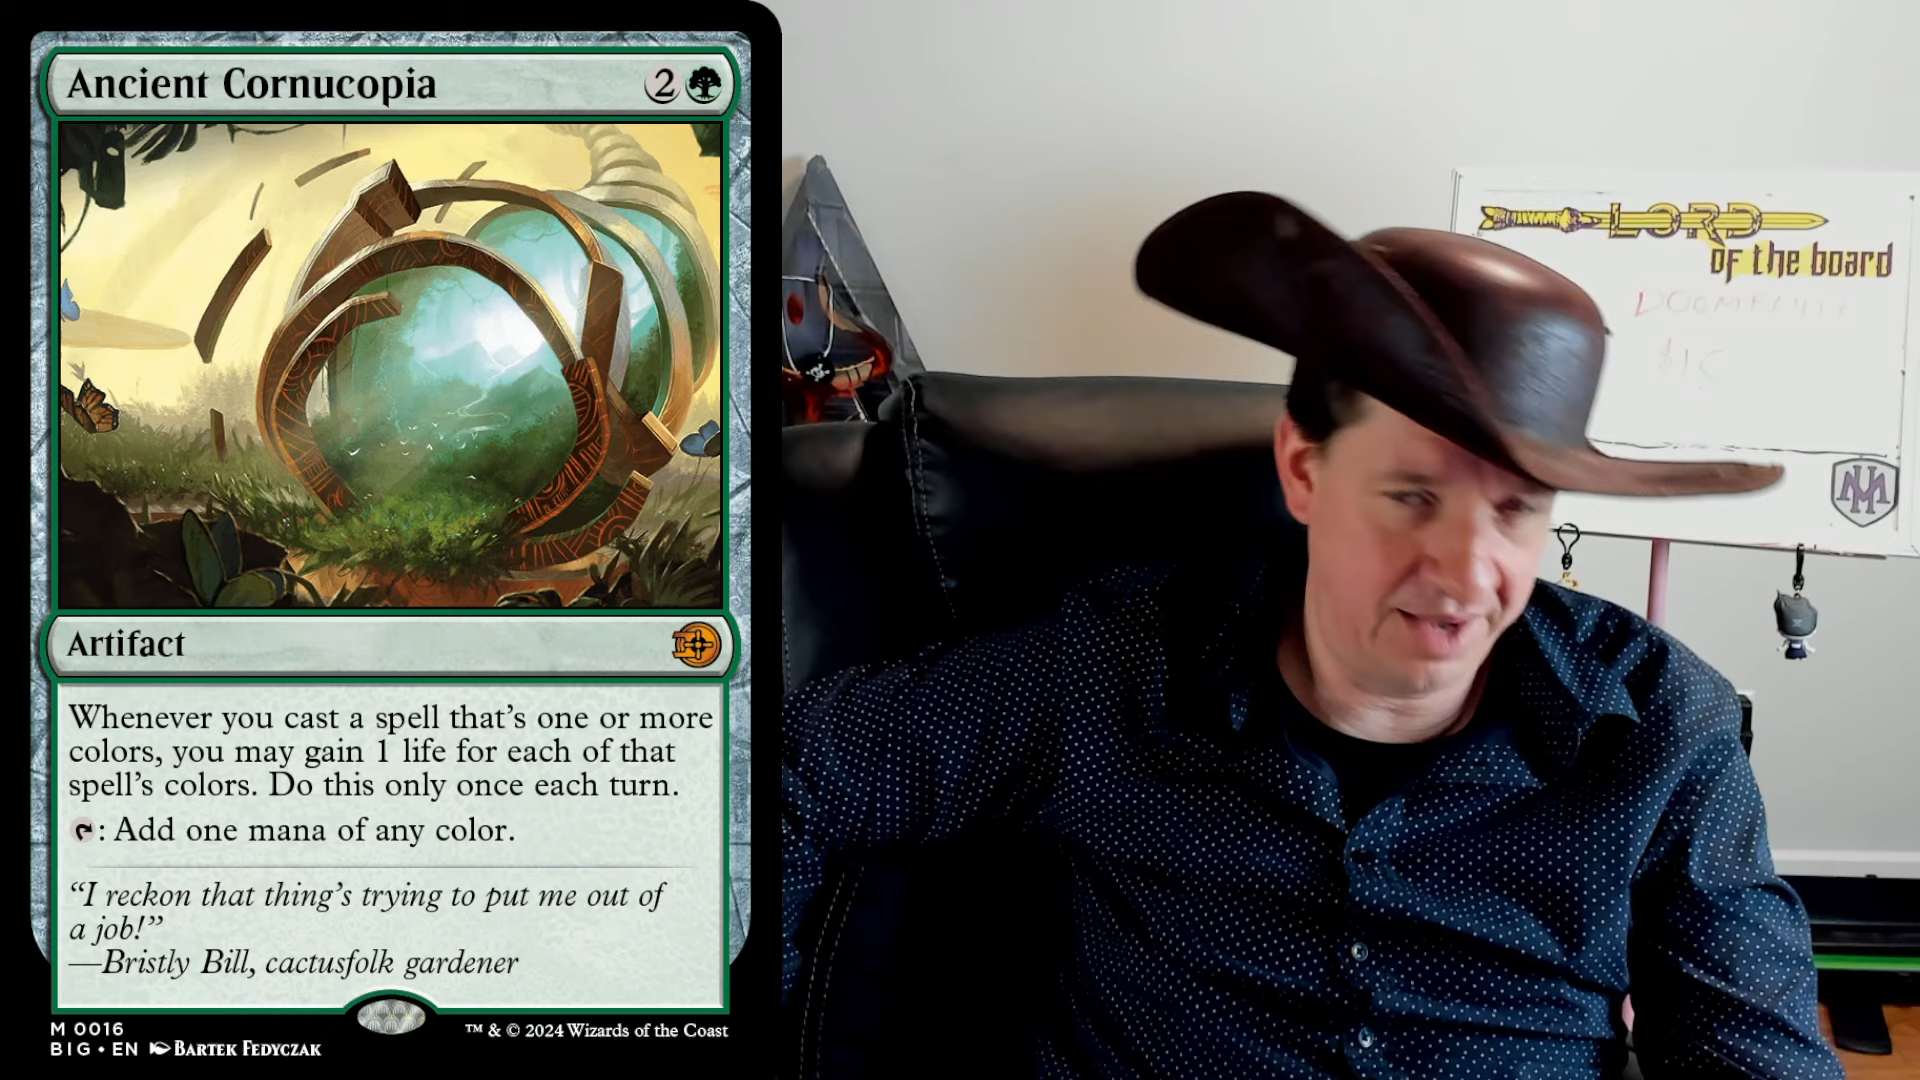 Ancient Cornucopia
2
Artifact
Whenever you cast a spell that's one or more
colors, you may gain 1 life for each of that
spell's colors. Do this only once each turn.
: Add one mana of any color.
“I reckon that thing's trying to put me out of
a job!”
—Bristly Bill, cactusfolk gardener
M 0016
BIG • EN BARTEK FEDYCZAK
™ & © 2024 Wizards of the Coast
LORD
of the board
$15